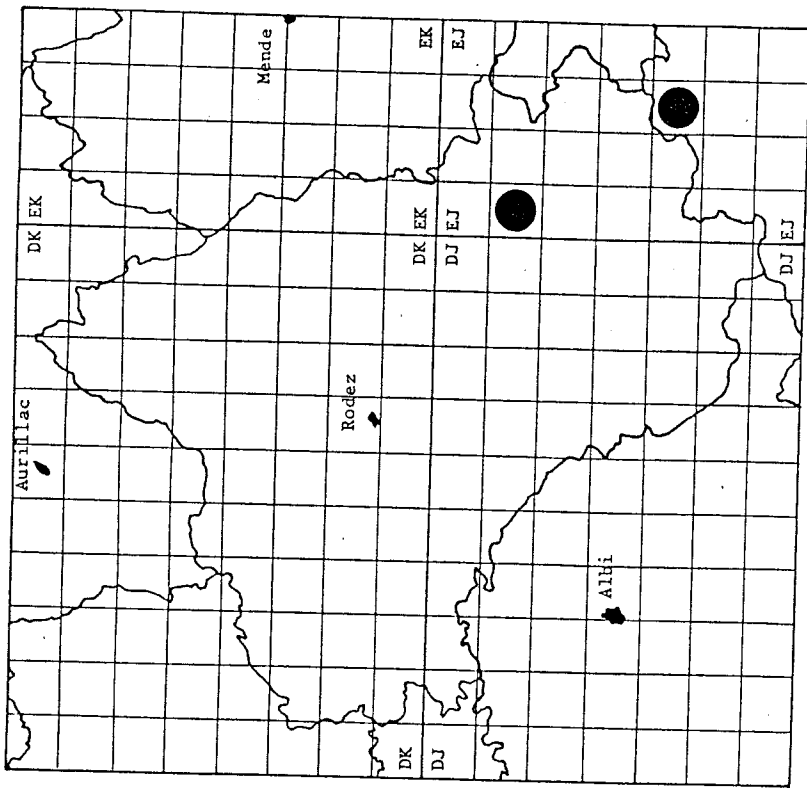 Aurillac
DK EK
Mende
EK
EJ
Rodez
DK EK
DJ EJ
Albi
DK
DJ
DJ EJ